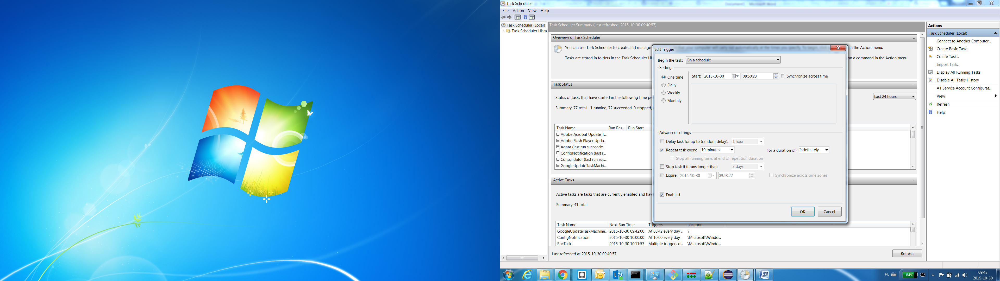 Task Scheduler
File Action View Help
Task Scheduler (Local)
Task Scheduler Libra
Task Scheduler Summary (Last refreshed: 2015-10-30 09:40:57)
Overview of Task Scheduler
You can use Task Scheduler to create and manage
in the Action menu.
Tasks are stored in folders in the Task Scheduler Li
on a command in the Action menu.
Task Status
Status of tasks that have started in the following time pe
Last 24 hours
Summary: 77 total - 1 running, 72 succeeded, 0 stopped,
Task Name Run Res... Run Start
Adobe Acrobat Update T...
Adobe Flash Player Upda...
Agata (last run succeede...
ConfigNotification (last r...
Consolidator (last run suc...
GoogleUpdateTaskMachi...
Active Tasks
Active tasks are tasks that are currently enabled and hav
Summary: 41 total
Task Name Next Run Time Triggers Location
GoogleUpdateTaskMachine... 2015-10-30 09:42:00 At 08:42 every day ... \
ConfigNotification 2015-10-30 10:00:00 At 10:00 every day \Microsoft\Windo...
RacTask 2015-10-30 10:11:57 Multiple triggers d... \Microsoft\Windo...
Last refreshed at 2015-10-30 09:40:57
Refresh
Edit Trigger
Begin the task: On a schedule
Settings
One time
Daily
Weekly
Monthly
Start: 2015-10-30 08:50:23 Synchronize across time
Advanced settings
Delay task for up to (random delay): 1 hour
Repeat task every: 10 minutes for a duration of: Indefinitely
Stop all running tasks at end of repetition duration
Stop task if it runs longer than: 3 days
Expire: 2016-10-30 09:43:22 Synchronize across time zones
Enabled
OK Cancel
Actions
Task Scheduler (Local)
Connect to Another Computer...
Create Basic Task...
Create Task...
Import Task...
Display All Running Tasks
Disable All Tasks History
AT Service Account Configurat...
View
Refresh
Help
PL
84%
09:43
2015-10-30